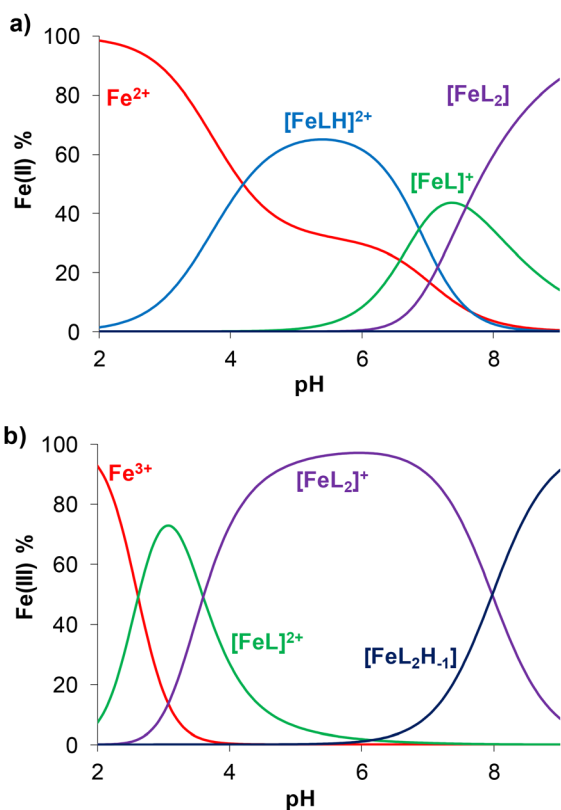 a)
100
80
60
40
20
0
Fe(II) %
Fe²⁺
[FeLH]²⁺
[FeL]⁺
[FeL₂]
2 4 6 8
pH
b)
100
80
60
40
20
0
Fe(III) %
Fe³⁺
[FeL]²⁺
[FeL₂]⁺
[FeL₂H₋₁]
2 4 6 8
pH